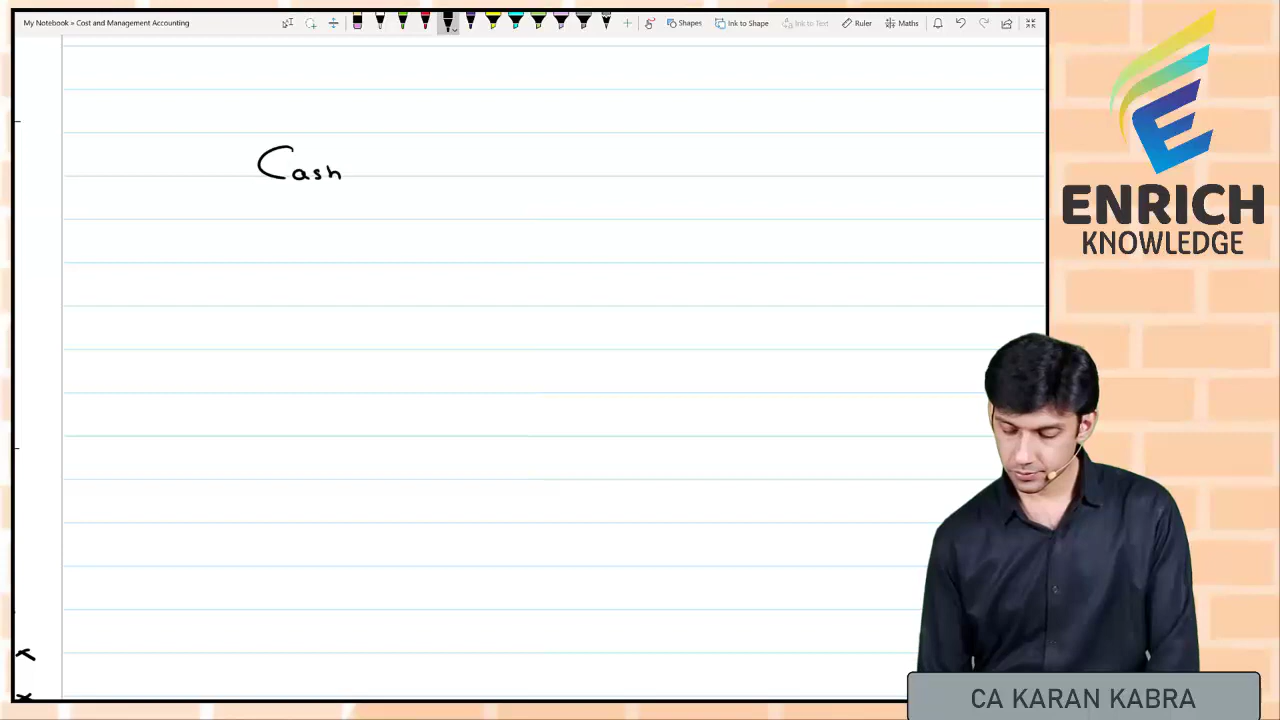 My Notebook » Cost and Management Accounting
Shapes
Ink to Shape
Ink to Text
Ruler
Maths
Cash
ENRICH
KNOWLEDGE
CA KARAN KABRA